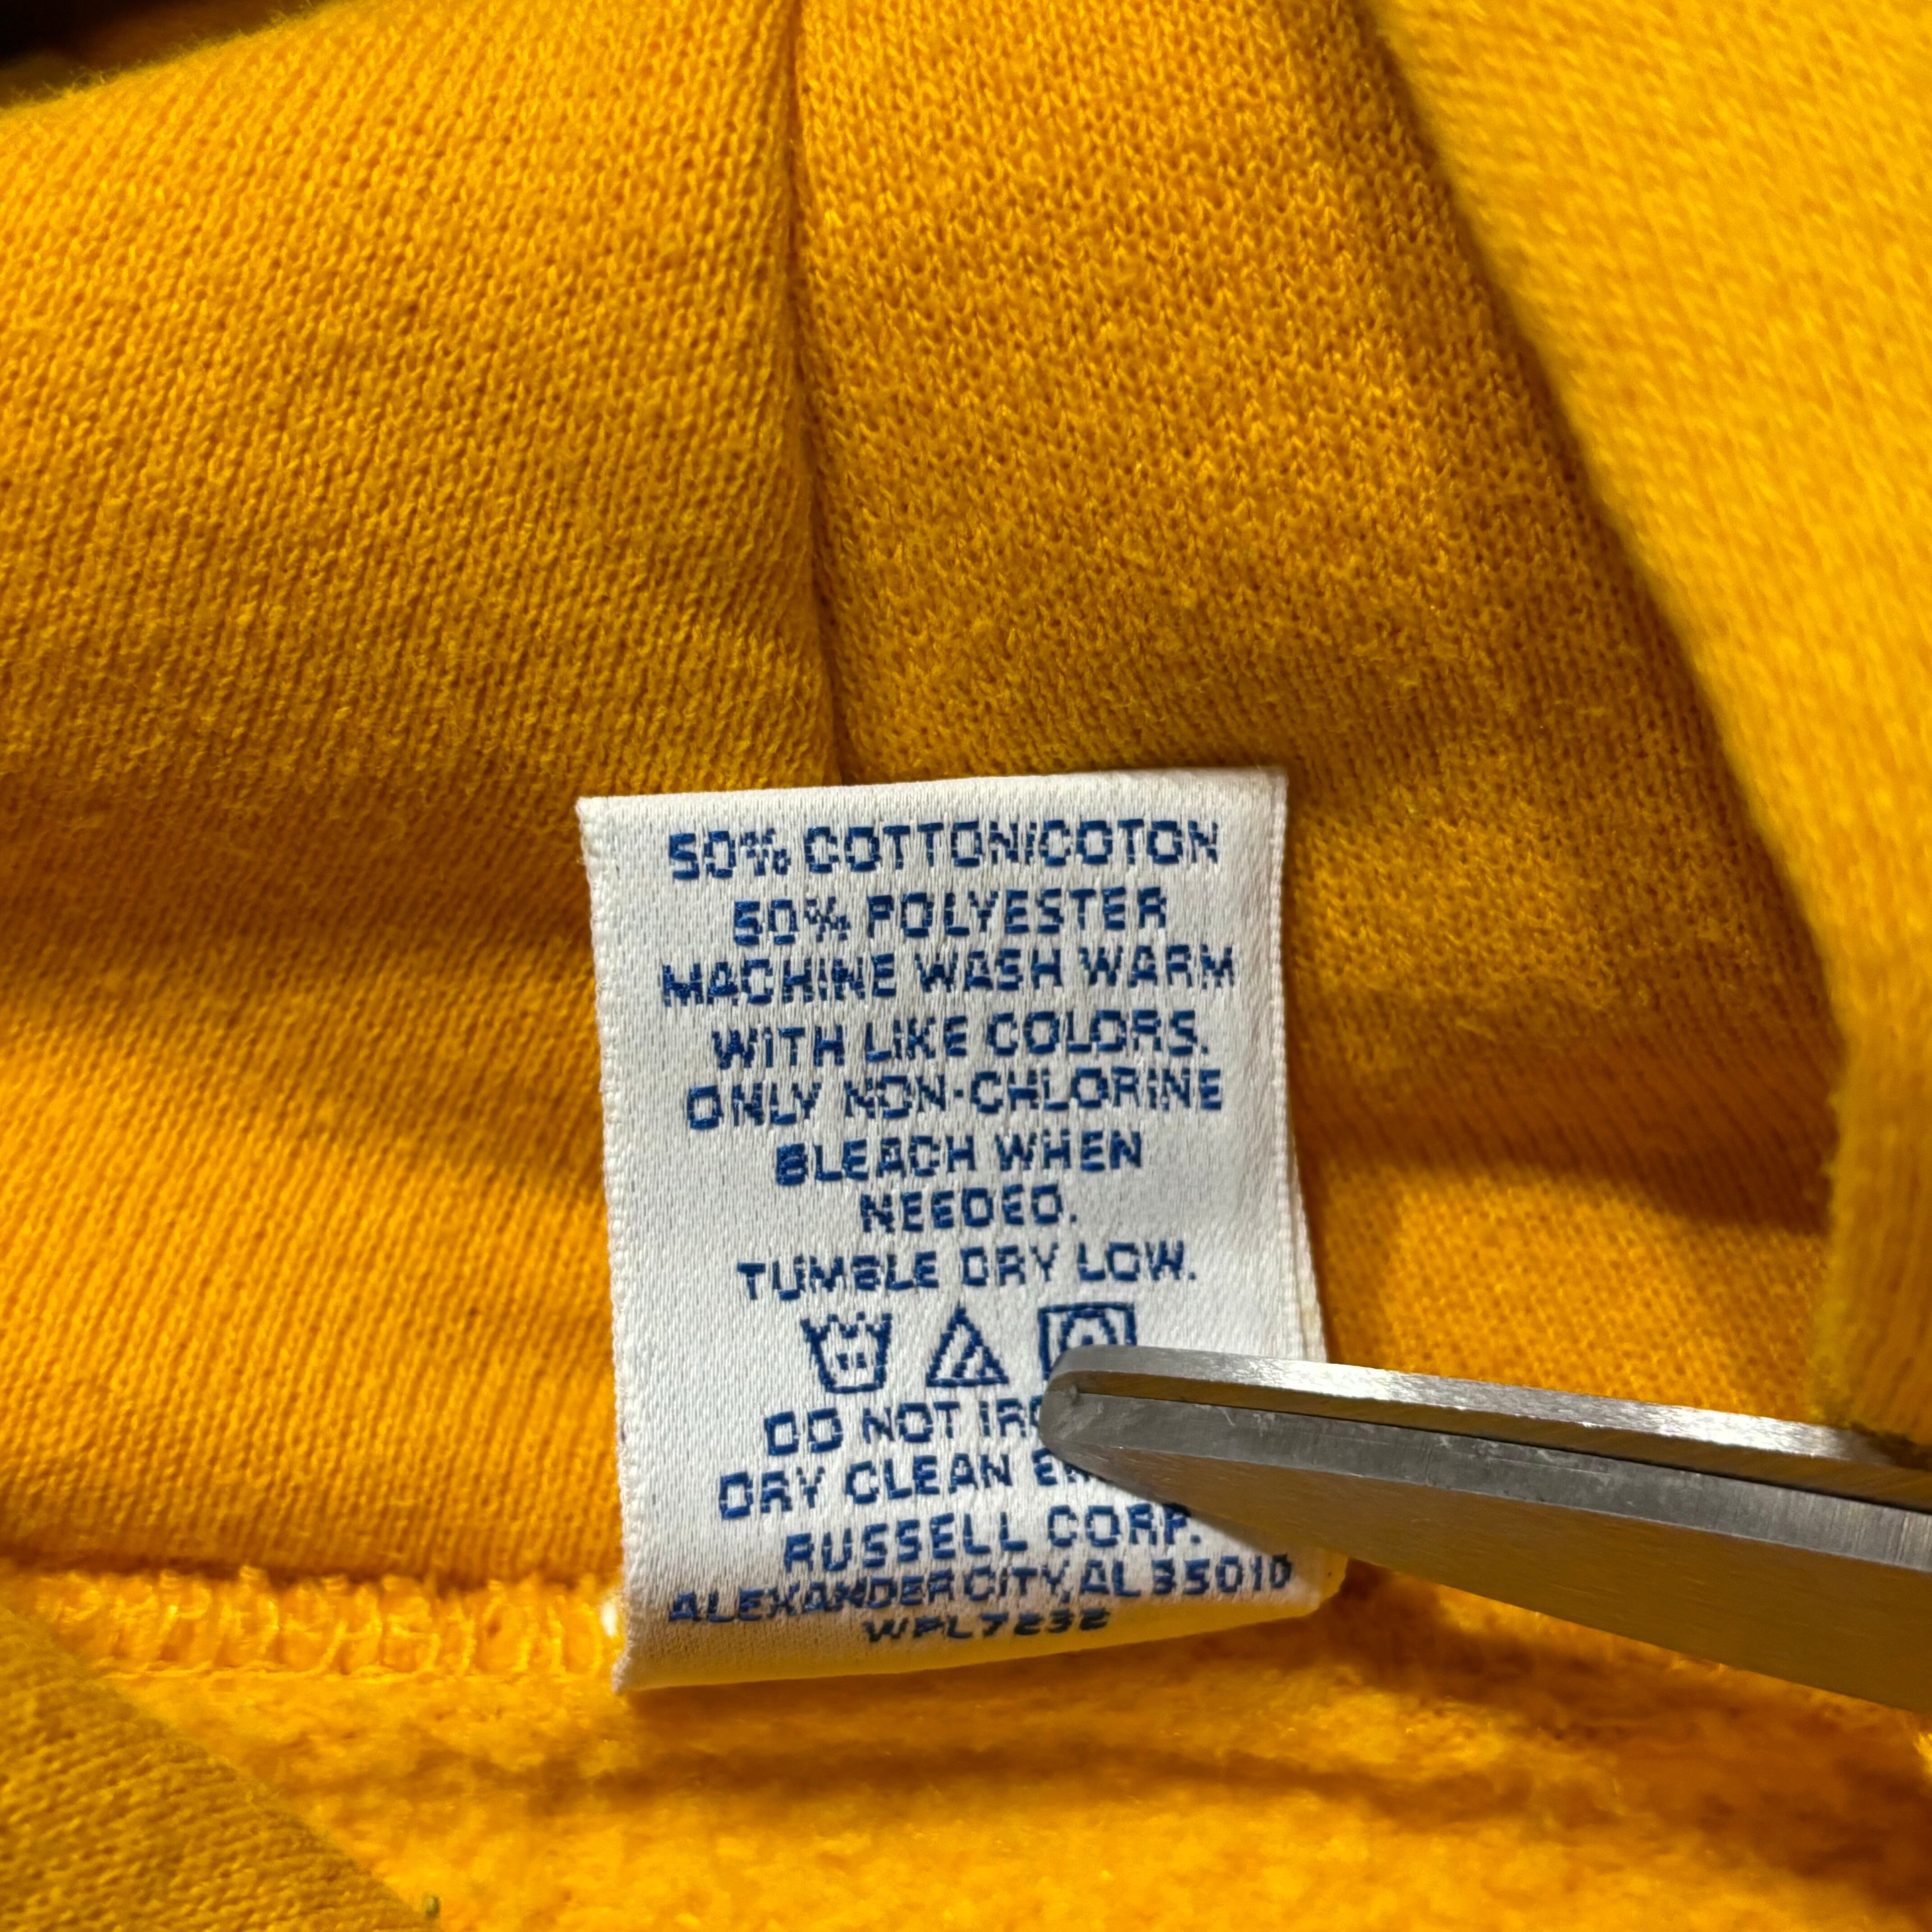 50% COTTON/COTON
50% POLYESTER
MACHINE WASH WARM
WITH LIKE COLORS.
ONLY NON-CHLORINE
BLEACH WHEN
NEEDED.
TUMBLE DRY LOW.
DO NOT
DRY CLEAN
RUSSELL CORP.
ALEXANDER CITY, AL 35010
WPL7232